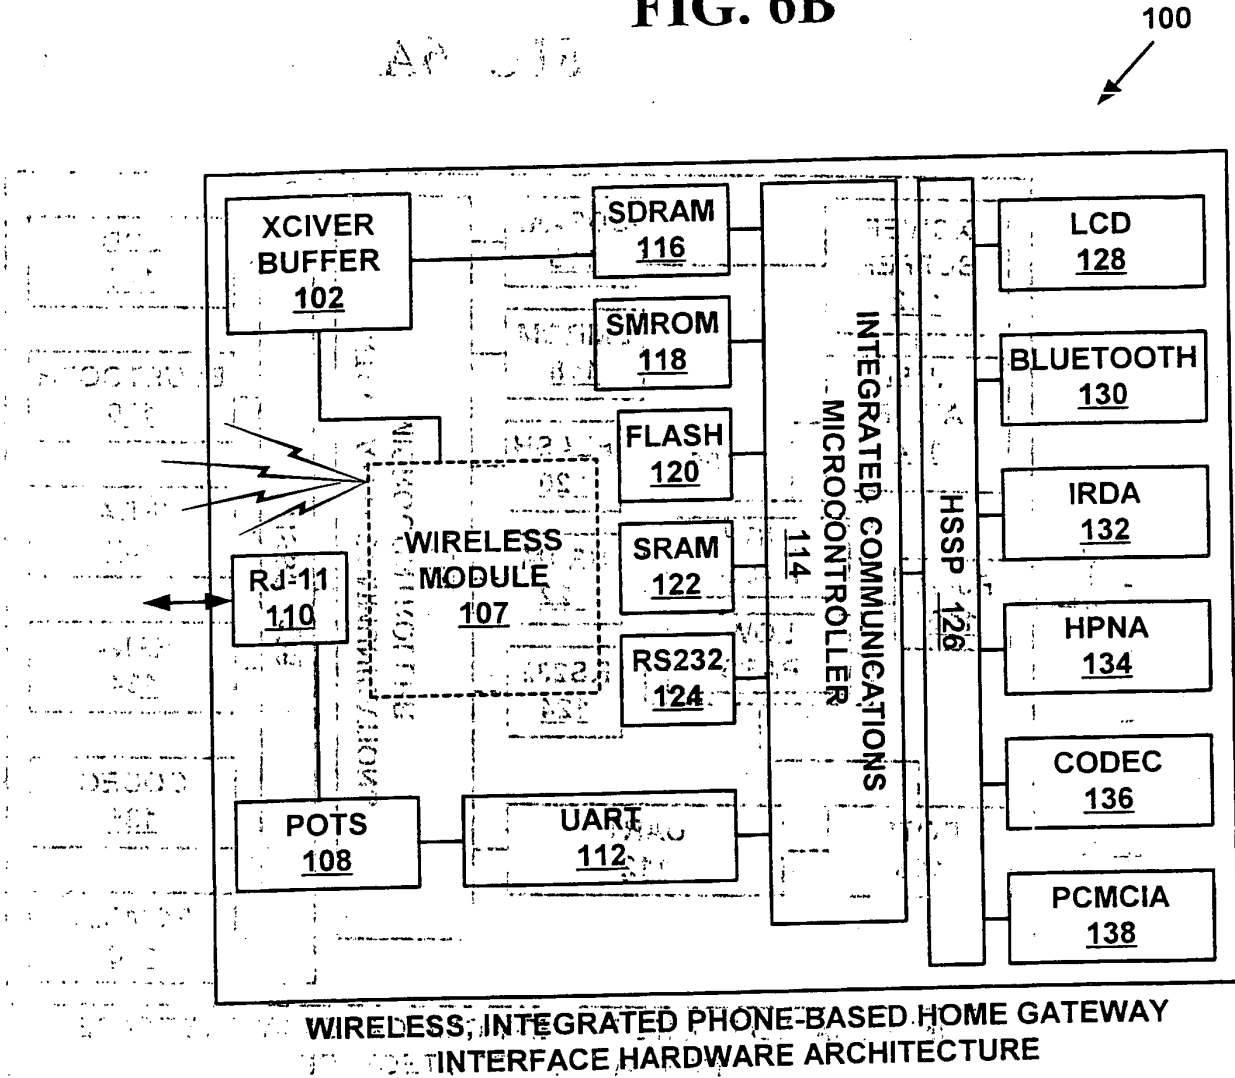 FIG. 6B
100
XCIVER
BUFFER
102
SDRAM
116
SMROM
118
FLASH
120
SRAM
122
RS232
124
WIRELESS
MODULE
107
RJ-11
110
POTS
108
UART
112
INTEGRATED COMMUNICATIONS
MICROCONTROLLER
114
HSSP 126
LCD
128
BLUETOOTH
130
IRDA
132
HPNA
134
CODEC
136
PCMCIA
138
WIRELESS, INTEGRATED PHONE-BASED HOME GATEWAY
INTERFACE HARDWARE ARCHITECTURE